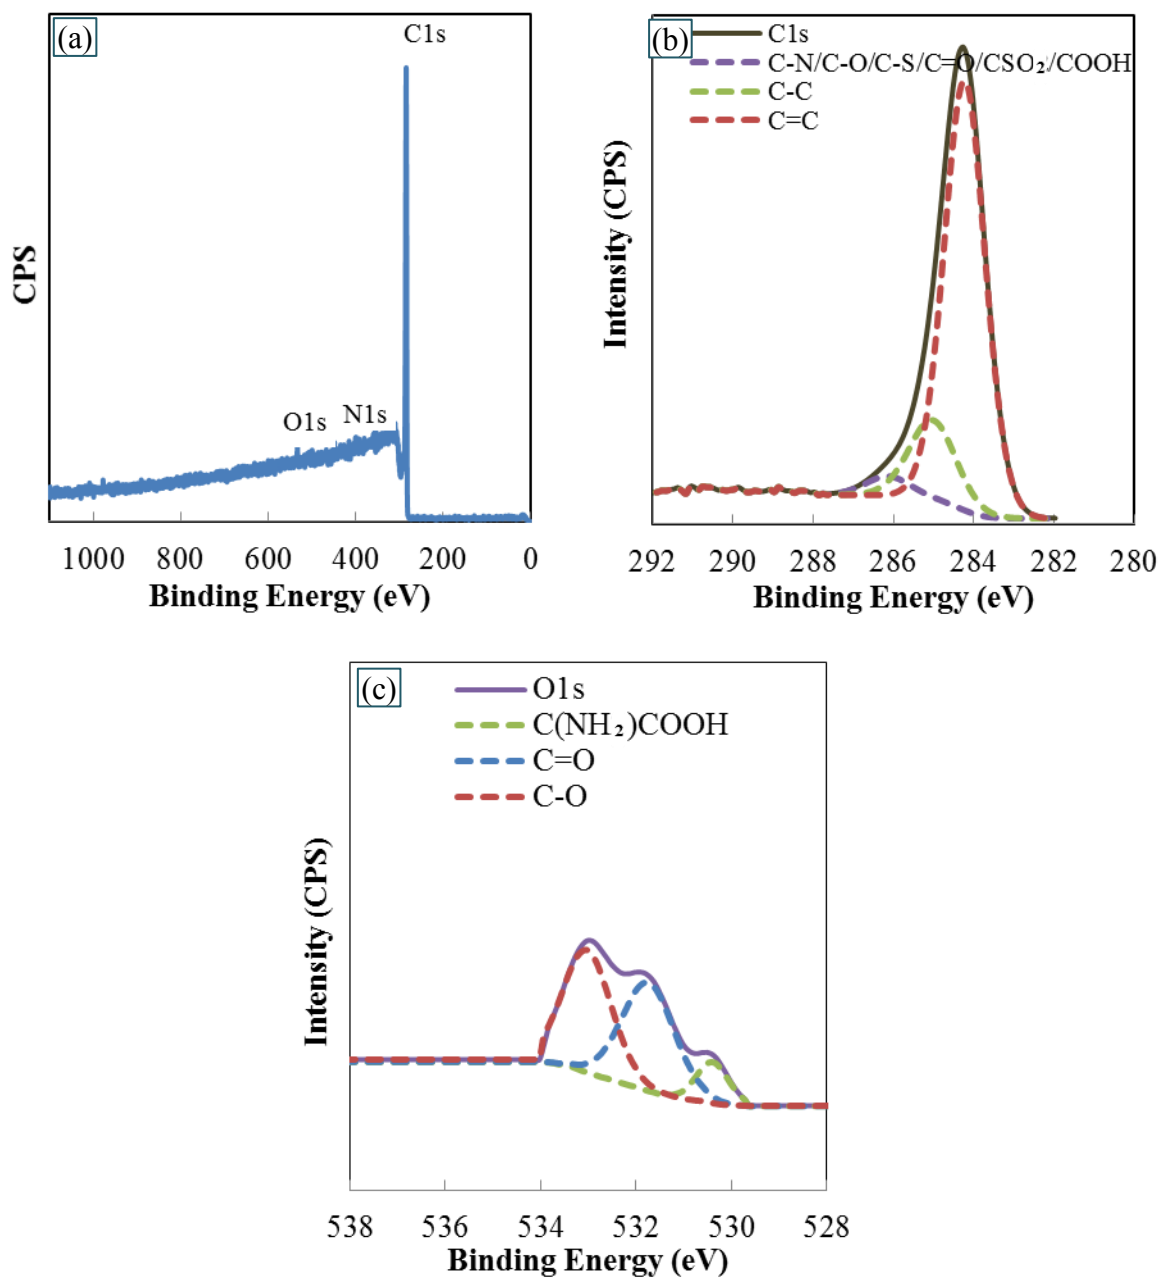 (a)
C1s
O1s
N1s
CPS
1000 800 600 400 200 0
Binding Energy (eV)
(b)
C1s
C-N/C-O/C-S/C=O/CSO₂/COOH
C-C
C=C
Intensity (CPS)
292 290 288 286 284 282 280
Binding Energy (eV)
(c)
O1s
C(NH₂)COOH
C=O
C-O
Intensity (CPS)
538 536 534 532 530 528
Binding Energy (eV)